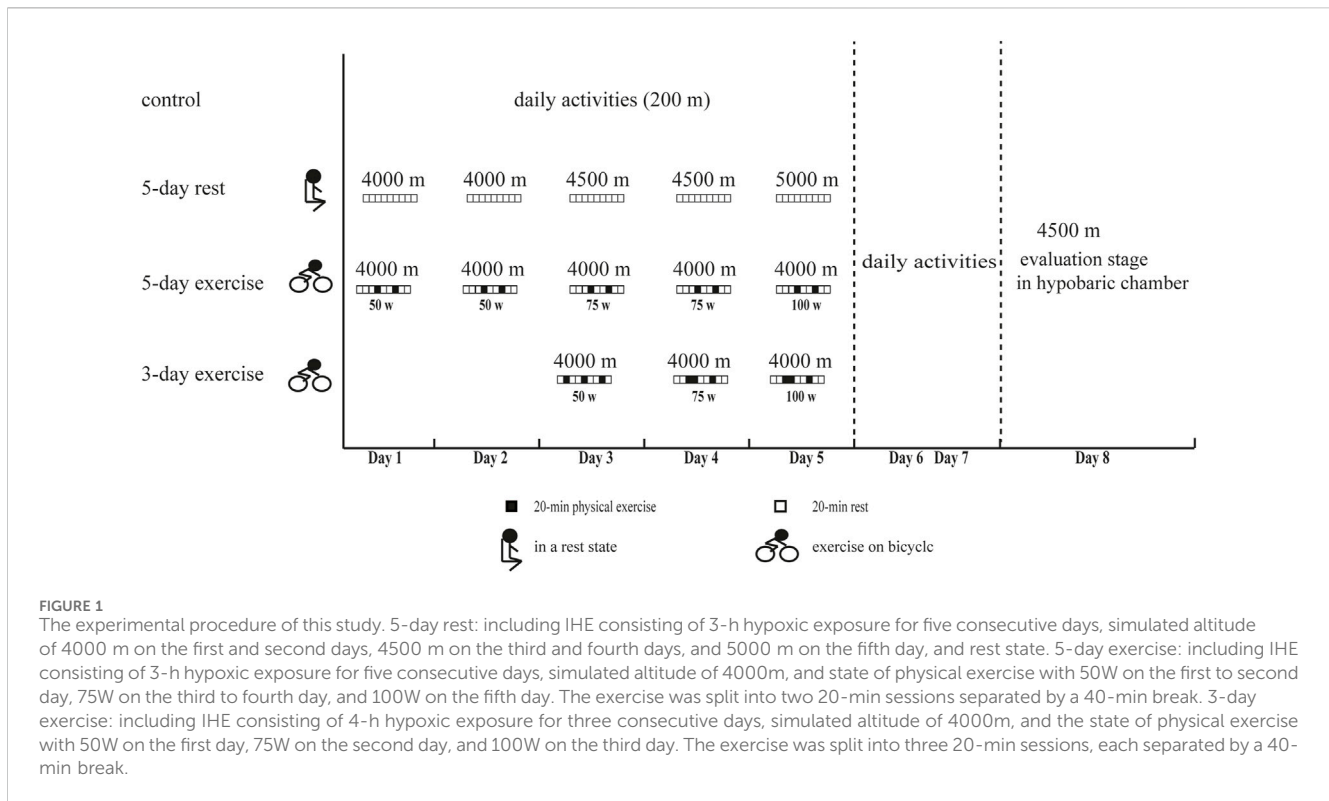 control
daily activities (200 m)
5-day rest
4000 m 4000 m 4500 m 4500 m 5000 m
4500 m
evaluation stage
in hypobaric chamber
daily activities
5-day exercise
4000 m 4000 m 4000 m 4000 m 4000 m
50 w 50 w 75 w 75 w 100 w
3-day exercise
4000 m 4000 m 4000 m
50 w 75 w 100 w
Day 1 Day 2 Day 3 Day 4 Day 5 Day 6 Day 7 Day 8
20-min physical exercise 20-min rest
in a rest state exercise on bicyclc
FIGURE 1
The experimental procedure of this study. 5-day rest: including IHE consisting of 3-h hypoxic exposure for five consecutive days, simulated altitude
of 4000 m on the first and second days, 4500 m on the third and fourth days, and 5000 m on the fifth day, and rest state. 5-day exercise: including IHE
consisting of 3-h hypoxic exposure for five consecutive days, simulated altitude of 4000m, and state of physical exercise with 50W on the first to second
day, 75W on the third to fourth day, and 100W on the fifth day. The exercise was split into two 20-min sessions separated by a 40-min break. 3-day
exercise: including IHE consisting of 4-h hypoxic exposure for three consecutive days, simulated altitude of 4000m, and the state of physical exercise
with 50W on the first day, 75W on the second day, and 100W on the third day. The exercise was split into three 20-min sessions, each separated by a 40-
min break.